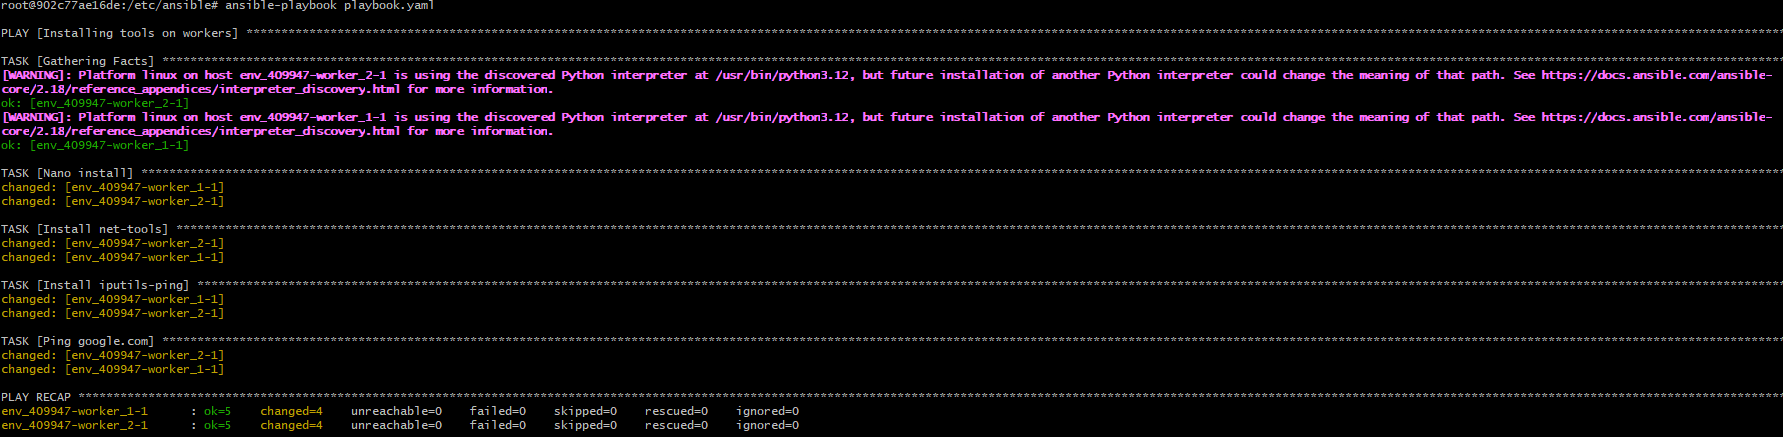 root@902c77ae16de:/etc/ansible# ansible-playbook playbook.yaml
PLAY [Installing tools on workers] ****************************************************************************************************************************************************************************************************************************
TASK [Gathering Facts] ****************************************************************************************************************************************************************************************************************************************
[WARNING]: Platform linux on host env_409947-worker_2-1 is using the discovered Python interpreter at /usr/bin/python3.12, but future installation of another Python interpreter could change the meaning of that path. See https://docs.ansible.com/ansible-
core/2.18/reference_appendices/interpreter_discovery.html for more information.
ok: [env_409947-worker_2-1]
[WARNING]: Platform linux on host env_409947-worker_1-1 is using the discovered Python interpreter at /usr/bin/python3.12, but future installation of another Python interpreter could change the meaning of that path. See https://docs.ansible.com/ansible-
core/2.18/reference_appendices/interpreter_discovery.html for more information.
ok: [env_409947-worker_1-1]
TASK [Nano install] *******************************************************************************************************************************************************************************************************************************************
changed: [env_409947-worker_1-1]
changed: [env_409947-worker_2-1]
TASK [Install net-tools] **************************************************************************************************************************************************************************************************************************************
changed: [env_409947-worker_2-1]
changed: [env_409947-worker_1-1]
TASK [Install iputils-ping] ***********************************************************************************************************************************************************************************************************************************
changed: [env_409947-worker_1-1]
changed: [env_409947-worker_2-1]
TASK [Ping google.com] ****************************************************************************************************************************************************************************************************************************************
changed: [env_409947-worker_2-1]
changed: [env_409947-worker_1-1]
PLAY RECAP ****************************************************************************************************************************************************************************************************************************************************
env_409947-worker_1-1      : ok=5    changed=4    unreachable=0    failed=0    skipped=0    rescued=0    ignored=0
env_409947-worker_2-1      : ok=5    changed=4    unreachable=0    failed=0    skipped=0    rescued=0    ignored=0